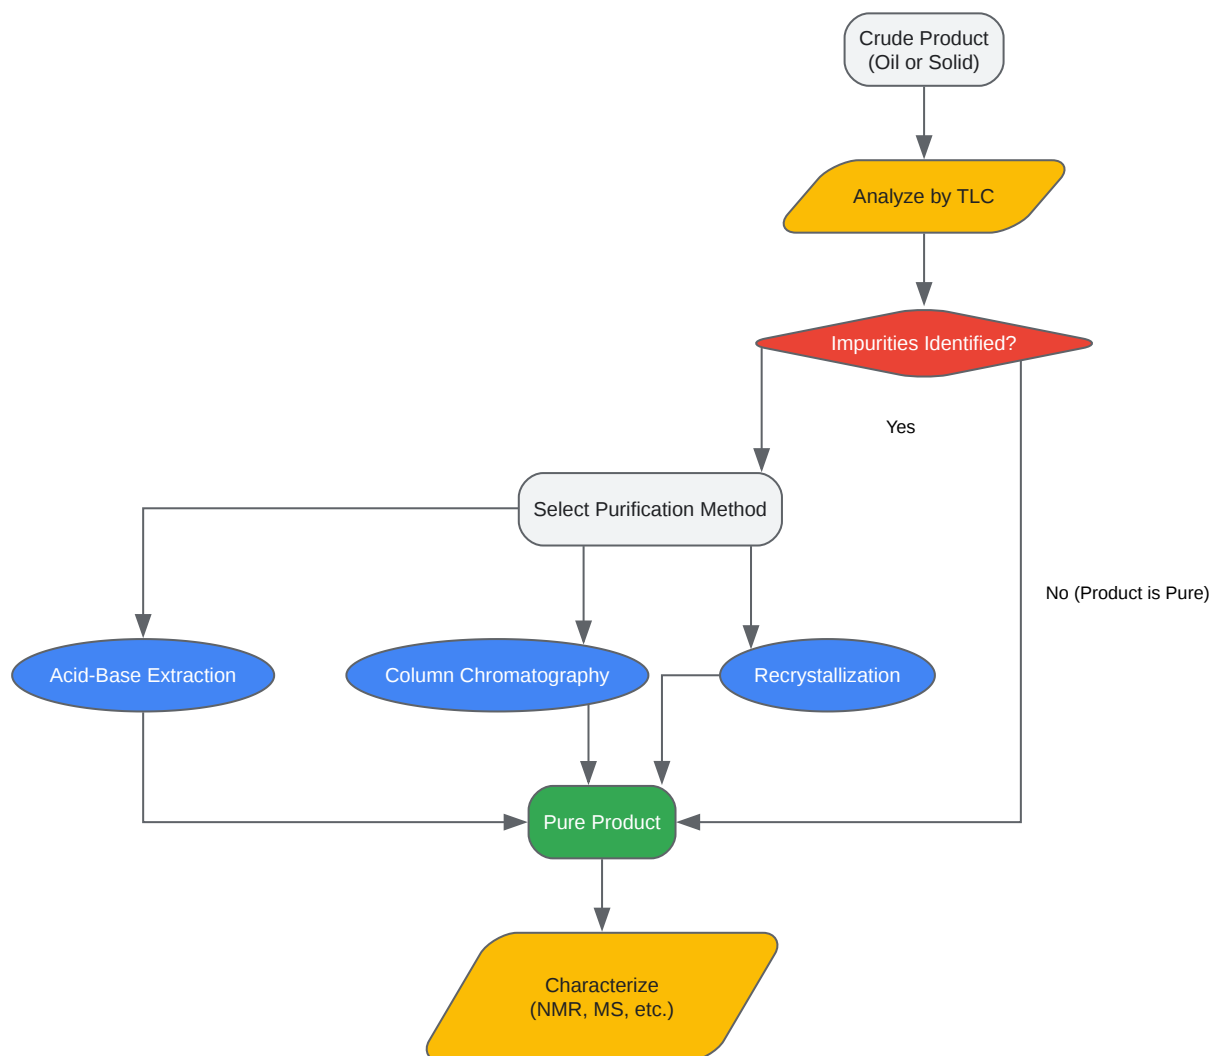 Crude Product
(Oil or Solid)
Analyze by TLC
Impurities Identified?
Yes
Select Purification Method
No (Product is Pure)
Acid-Base Extraction
Column Chromatography
Recrystallization
Pure Product
Characterize
(NMR, MS, etc.)